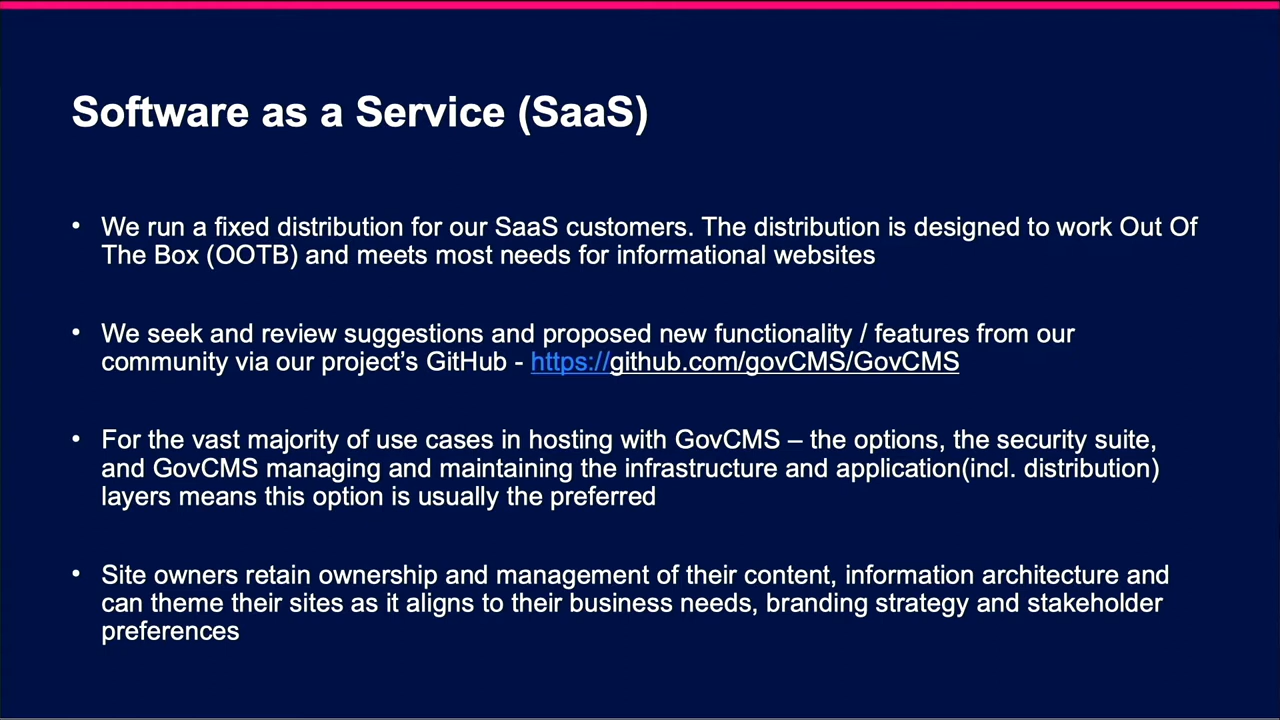 Software as a Service (SaaS)
• We run a fixed distribution for our SaaS customers. The distribution is designed to work Out Of
The Box (OOTB) and meets most needs for informational websites
• We seek and review suggestions and proposed new functionality / features from our
community via our project’s GitHub - https://github.com/govCMS/GovCMS
• For the vast majority of use cases in hosting with GovCMS – the options, the security suite,
and GovCMS managing and maintaining the infrastructure and application(incl. distribution)
layers means this option is usually the preferred
• Site owners retain ownership and management of their content, information architecture and
can theme their sites as it aligns to their business needs, branding strategy and stakeholder
preferences